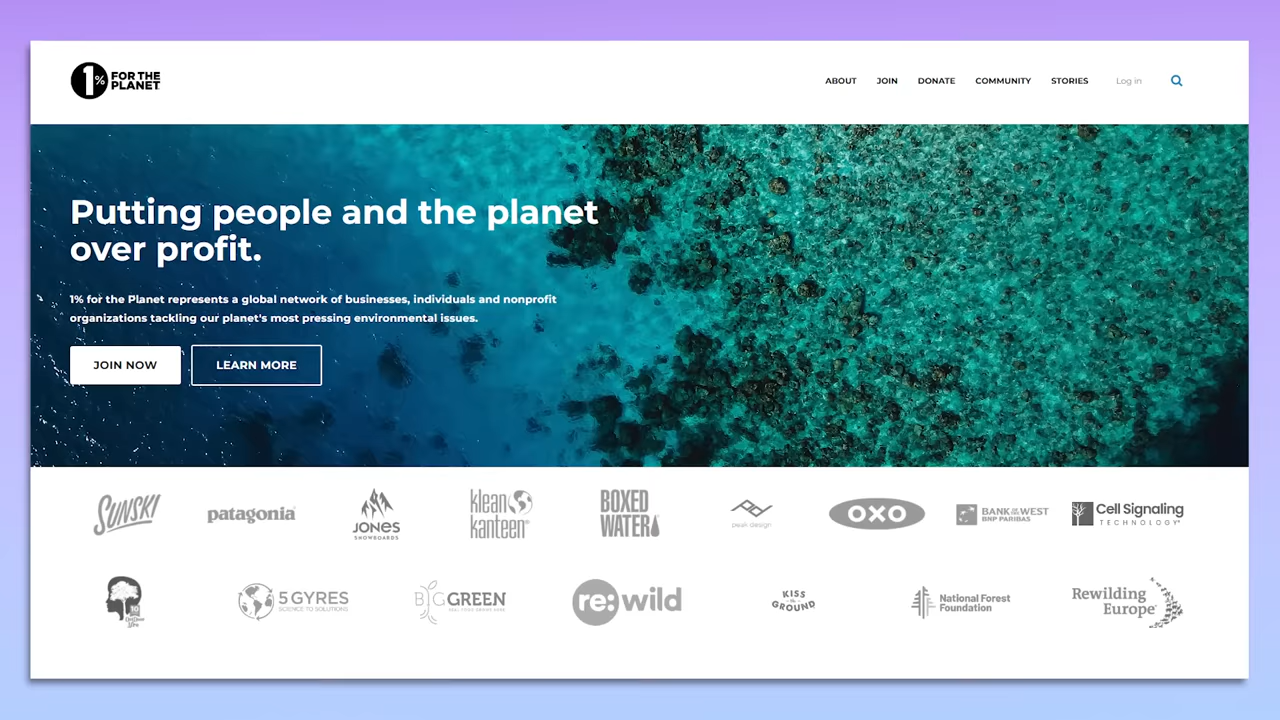 1% FOR THE
PLANET
ABOUT JOIN DONATE COMMUNITY STORIES Log in
Putting people and the planet
over profit.
1% for the Planet represents a global network of businesses, individuals and nonprofit
organizations tackling our planet's most pressing environmental issues.
JOIN NOW LEARN MORE
SUNSKI
patagonia
JONES
SNOWBOARDS
klean
kanteen®
BOXED
WATER
peak design
OXO
BANK OF THE WEST
BNP PARIBAS
Cell Signaling
TECHNOLOGY®
10
5 GYRES
SCIENCE TO SOLUTIONS
BIG GREEN
re:wild
KISS
the
GROUND
National Forest
Foundation
Rewilding
Europe